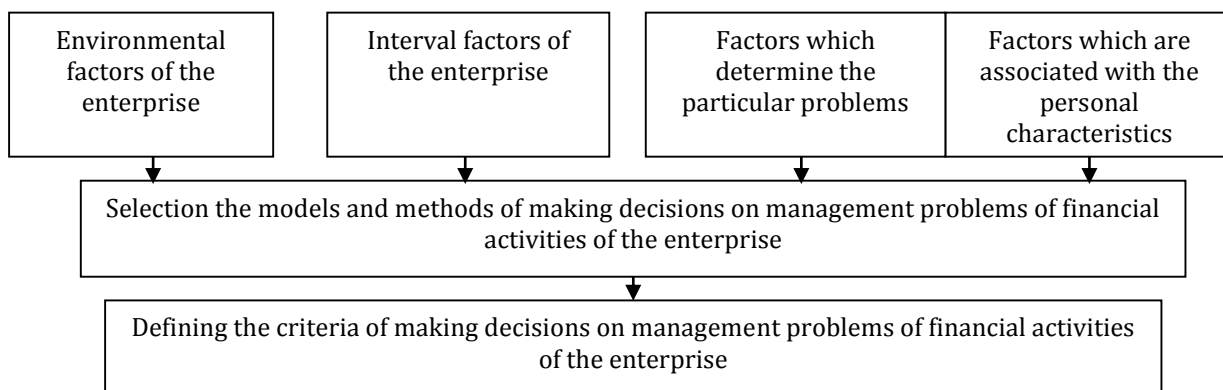 Environmental
factors of the
enterprise
Interval factors of
the enterprise
Factors which
determine the
particular problems
Factors which are
associated with the
personal
characteristics
Selection the models and methods of making decisions on management problems of financial
activities of the enterprise
Defining the criteria of making decisions on management problems of financial activities
of the enterprise